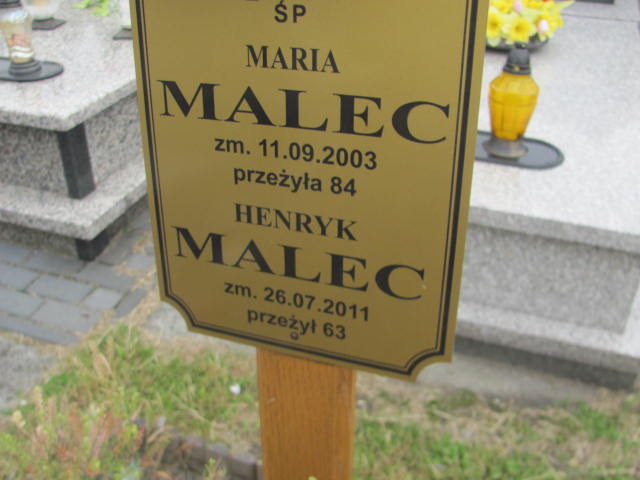 ŚP
MARIA
MALEC
zm. 11.09.2003
przeżyła 84
HENRYK
MALEC
zm. 26.07.2011
przeżył 63